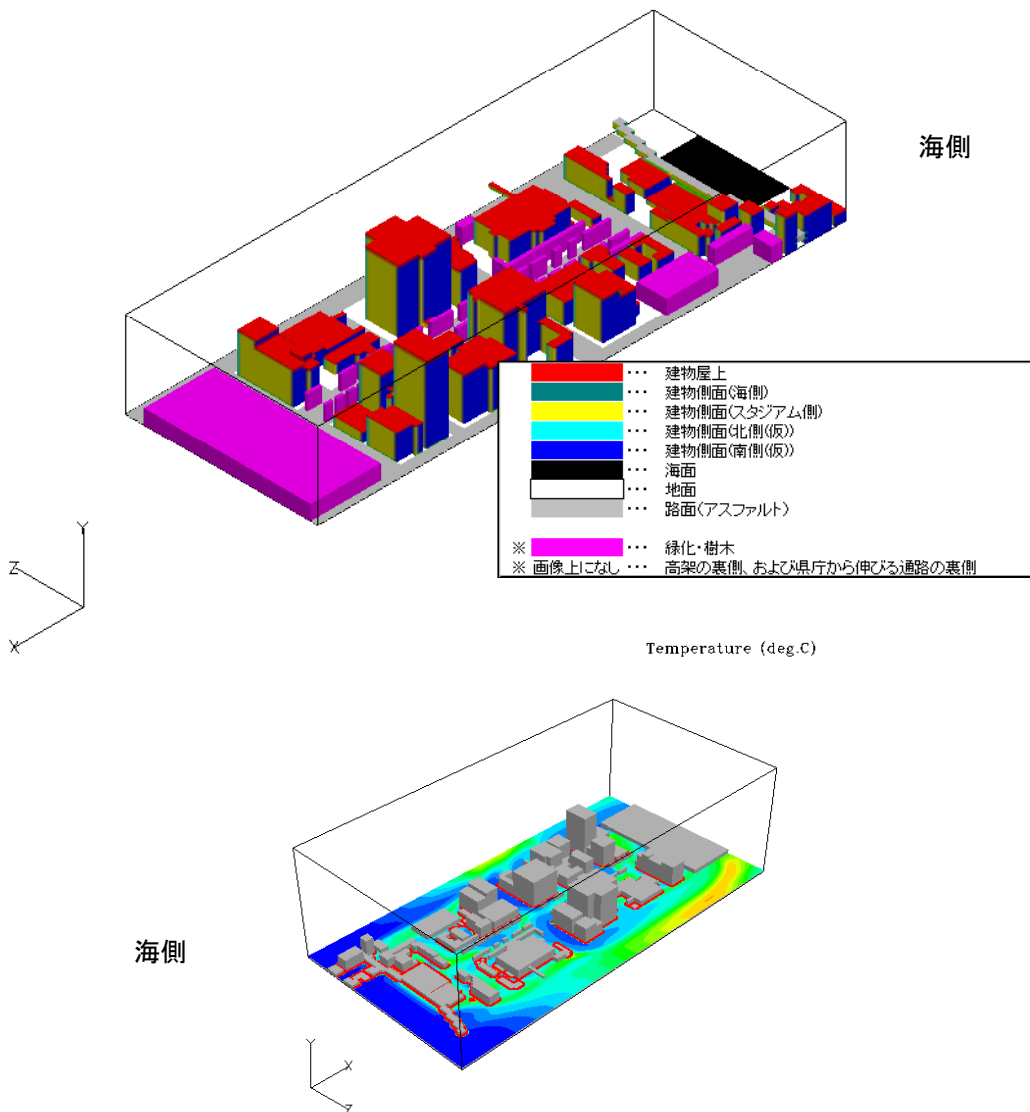 海側
··· 建物屋上
··· 建物側面(海側)
··· 建物側面(スタジアム側)
··· 建物側面(北側(仮))
··· 建物側面(南側(仮))
··· 海面
··· 地面
··· 路面(アスファルト)
※ ··· 緑化・樹木
※ 画像上になし ··· 高架の裏側、および県庁から伸びる通路の裏側
Y
Z
X
Temperature (deg.C)
海側
Y
X
Z